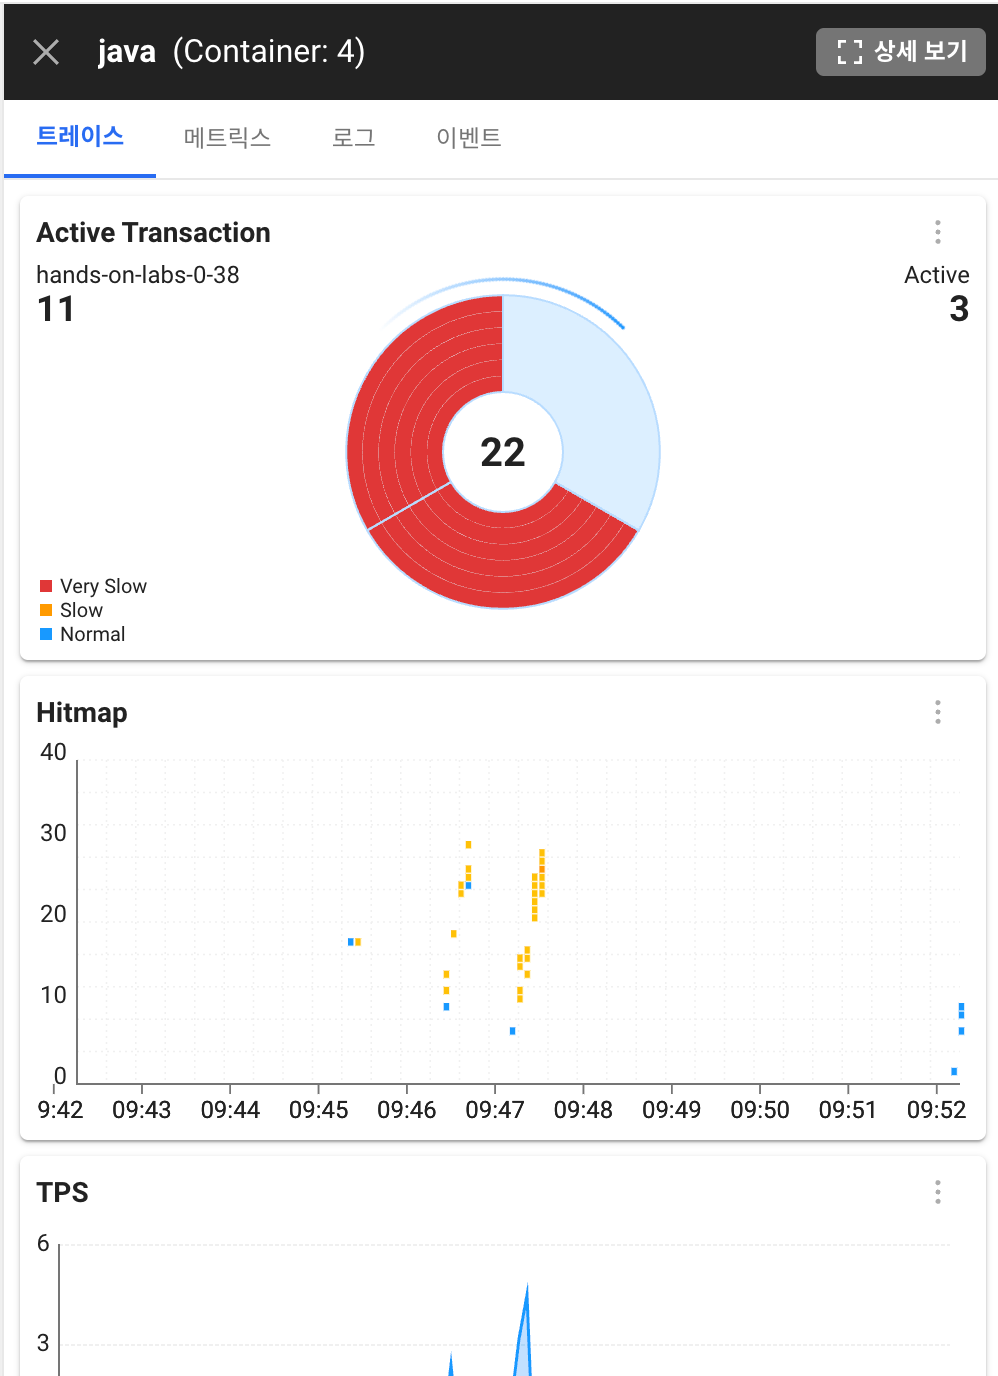 java (Container: 4)
상세 보기
트레이스 메트릭스 로그 이벤트
Active Transaction
hands-on-labs-0-38
11
Active
3
22
Very Slow
Slow
Normal
Hitmap
40
30
20
10
0
9:42 09:43 09:44 09:45 09:46 09:47 09:48 09:49 09:50 09:51 09:52
TPS
6
3